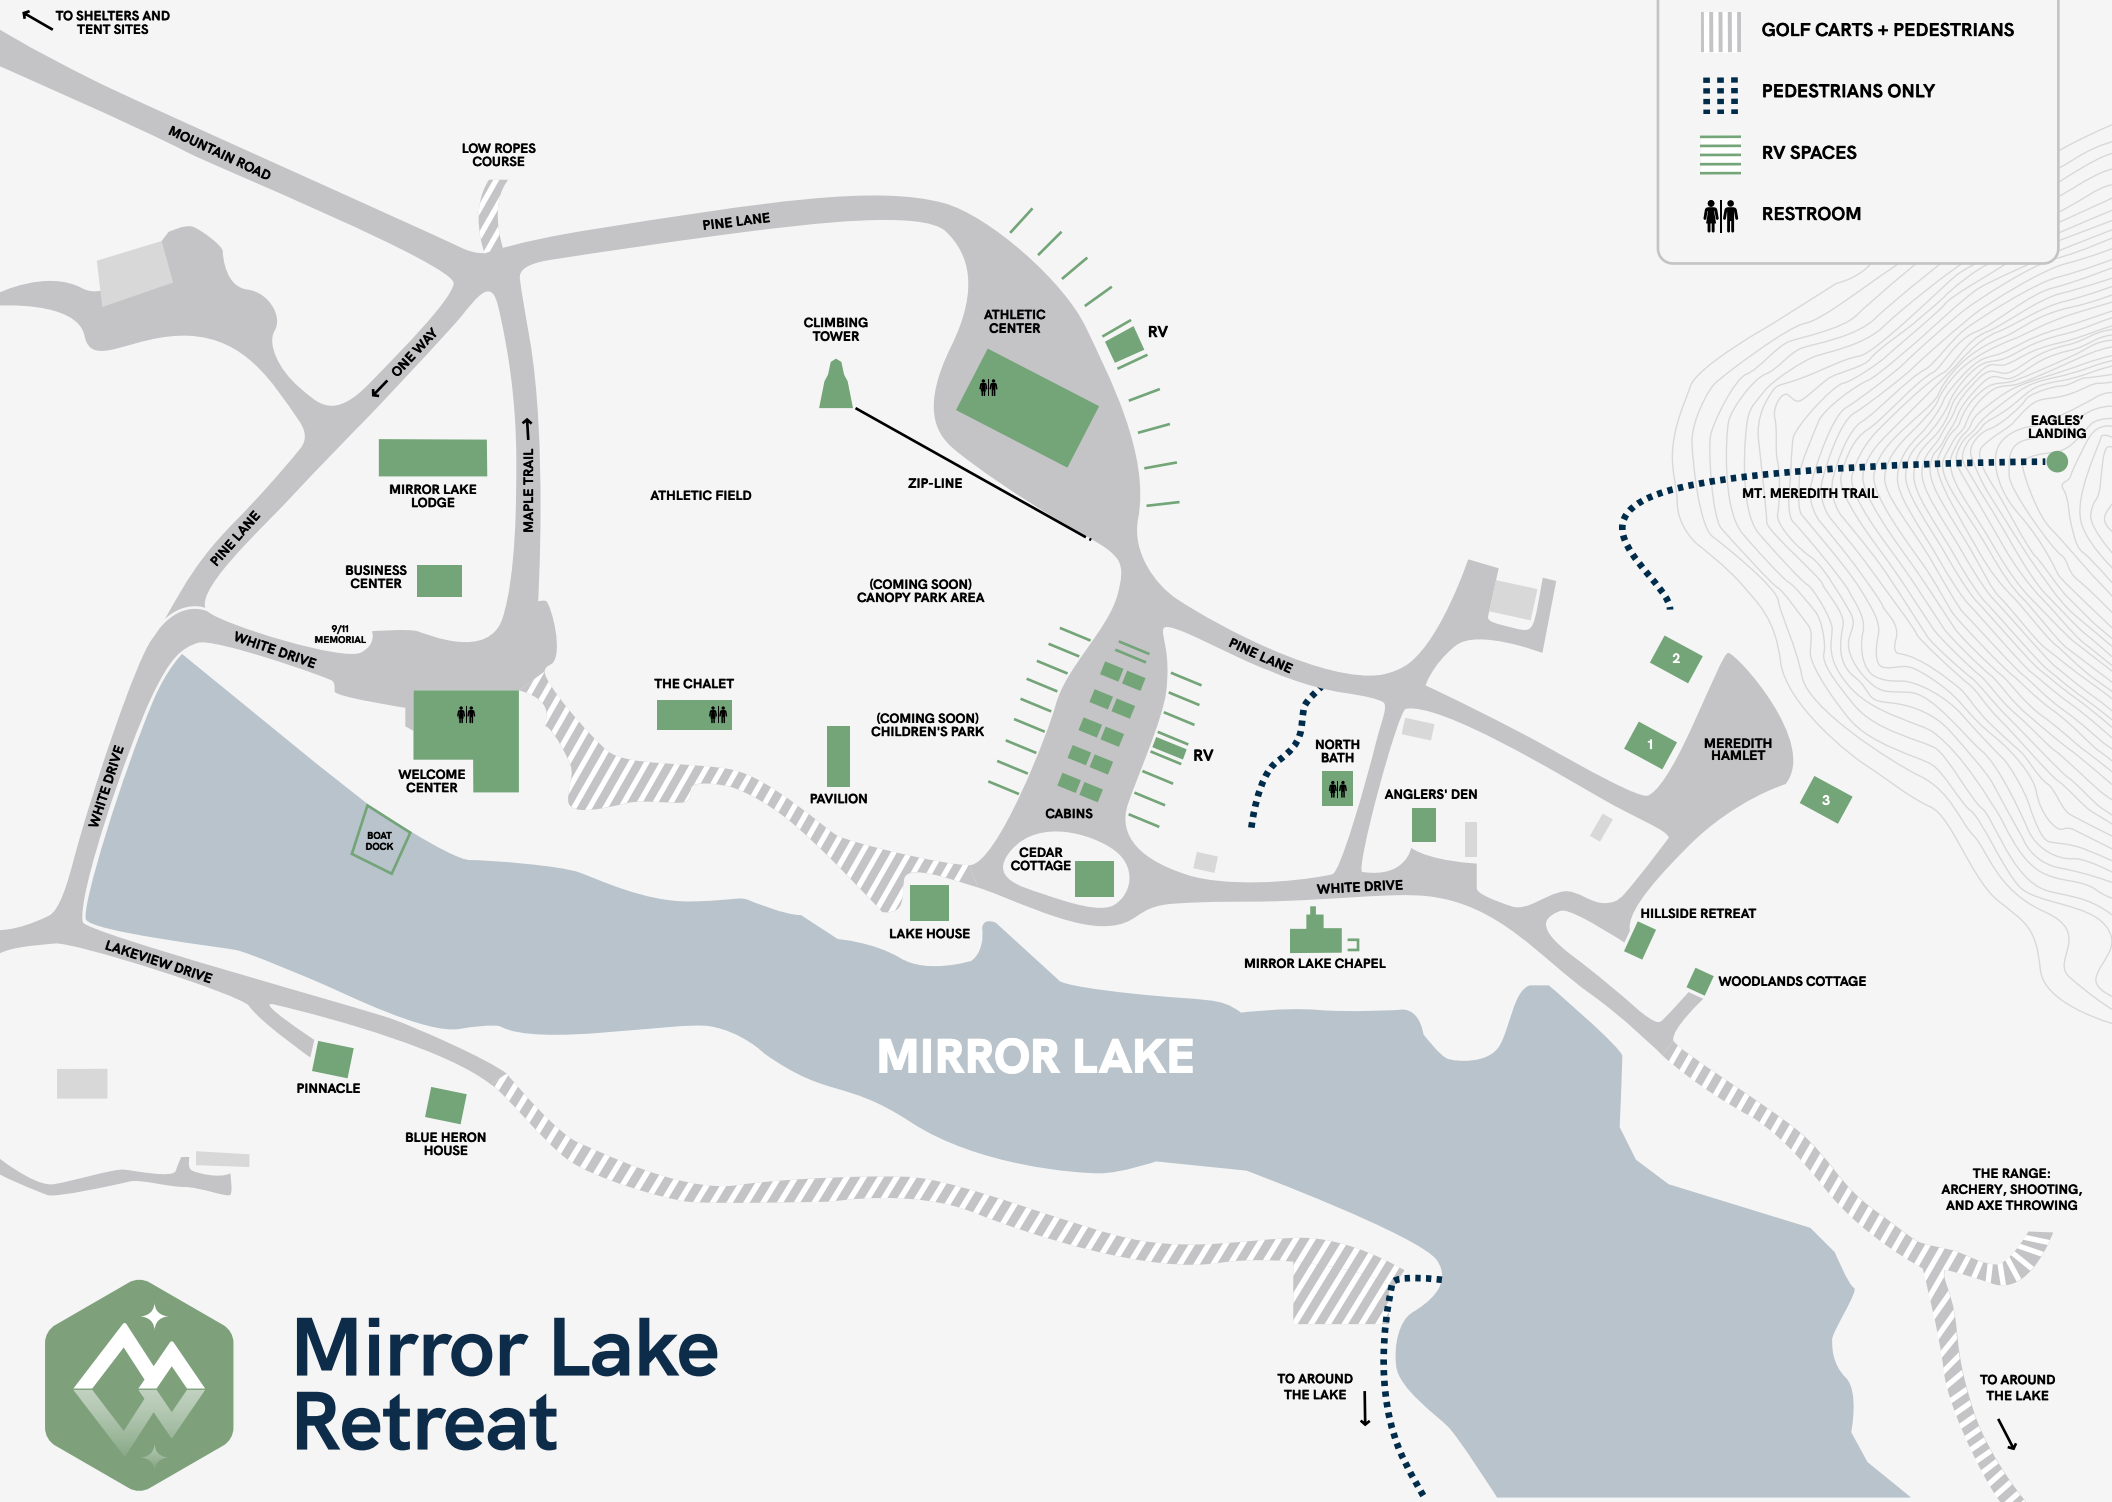 TO SHELTERS AND
TENT SITES
GOLF CARTS + PEDESTRIANS
PEDESTRIANS ONLY
RV SPACES
RESTROOM
MOUNTAIN ROAD
LOW ROPES
COURSE
PINE LANE
CLIMBING
TOWER
ATHLETIC
CENTER
RV
ONE WAY
MIRROR LAKE
LODGE
MAPLE TRAIL
ATHLETIC FIELD
ZIP-LINE
EAGLES'
LANDING
MT. MEREDITH TRAIL
PINE LANE
BUSINESS
CENTER
(COMING SOON)
CANOPY PARK AREA
9/11
MEMORIAL
WHITE DRIVE
PINE LANE
2
THE CHALET
(COMING SOON)
CHILDREN'S PARK
RV
NORTH
BATH
1
MEREDITH
HAMLET
WHITE DRIVE
WELCOME
CENTER
PAVILION
ANGLERS' DEN
3
BOAT
DOCK
CABINS
CEDAR
COTTAGE
WHITE DRIVE
LAKE HOUSE
HILLSIDE RETREAT
MIRROR LAKE CHAPEL
LAKEVIEW DRIVE
WOODLANDS COTTAGE
MIRROR LAKE
PINNACLE
BLUE HERON
HOUSE
THE RANGE:
ARCHERY, SHOOTING,
AND AXE THROWING
Mirror Lake
Retreat
TO AROUND
THE LAKE
TO AROUND
THE LAKE